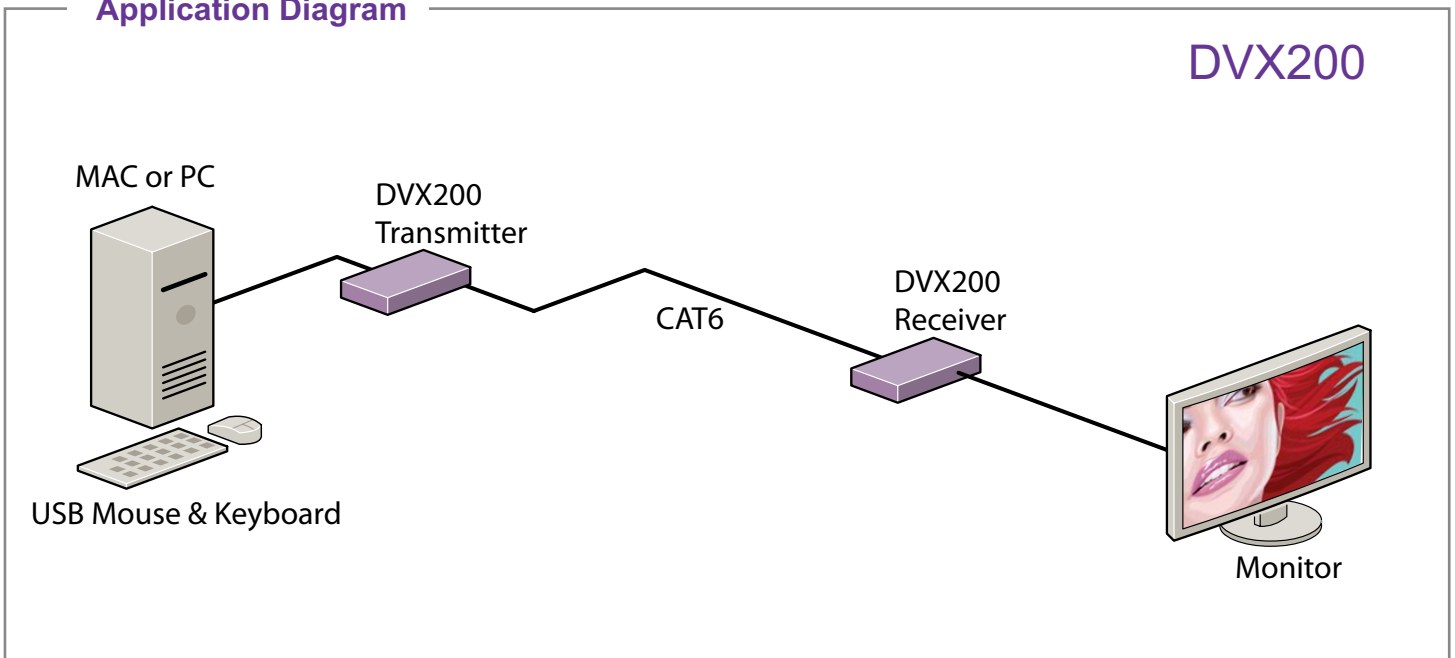 Application Diagram
DVX200
MAC or PC
DVX200
Transmitter
DVX200
Receiver
CAT6
USB Mouse & Keyboard
Monitor